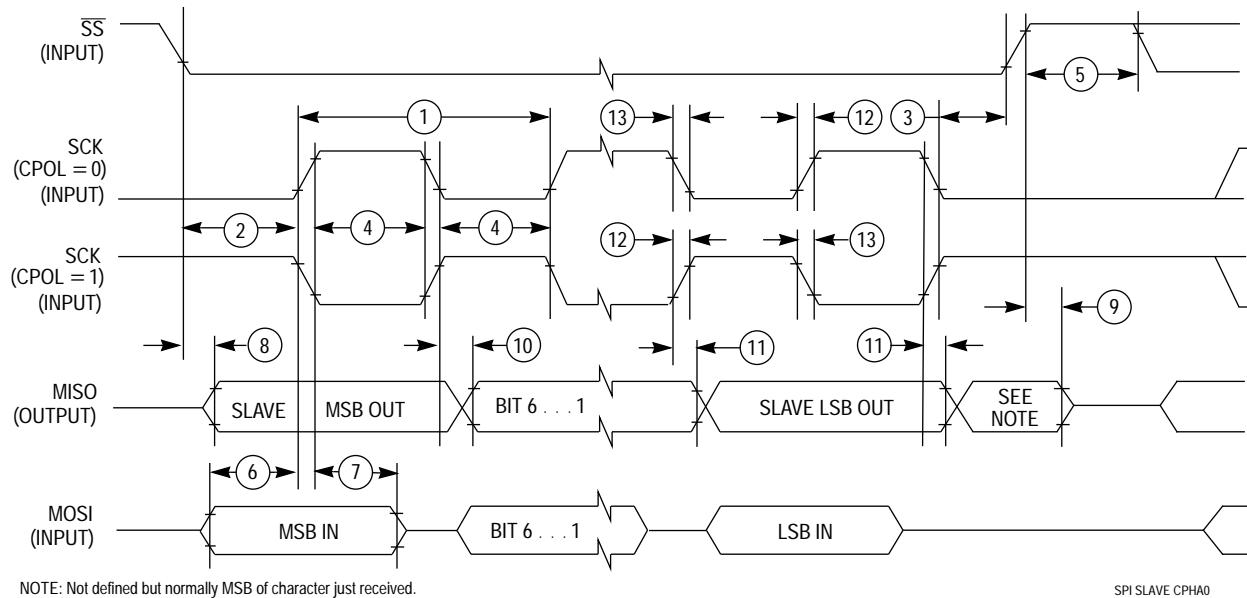 SS
(INPUT)
5
1
13
12
3
SCK
(CPOL = 0)
(INPUT)
2
4
4
12
13
SCK
(CPOL = 1)
(INPUT)
9
8
10
11
11
MISO
(OUTPUT)
SLAVE
MSB OUT
BIT 6 . . . 1
SLAVE LSB OUT
SEE
NOTE
6
7
MOSI
(INPUT)
MSB IN
BIT 6 . . . 1
LSB IN
NOTE: Not defined but normally MSB of character just received.
SPI SLAVE CPHA0